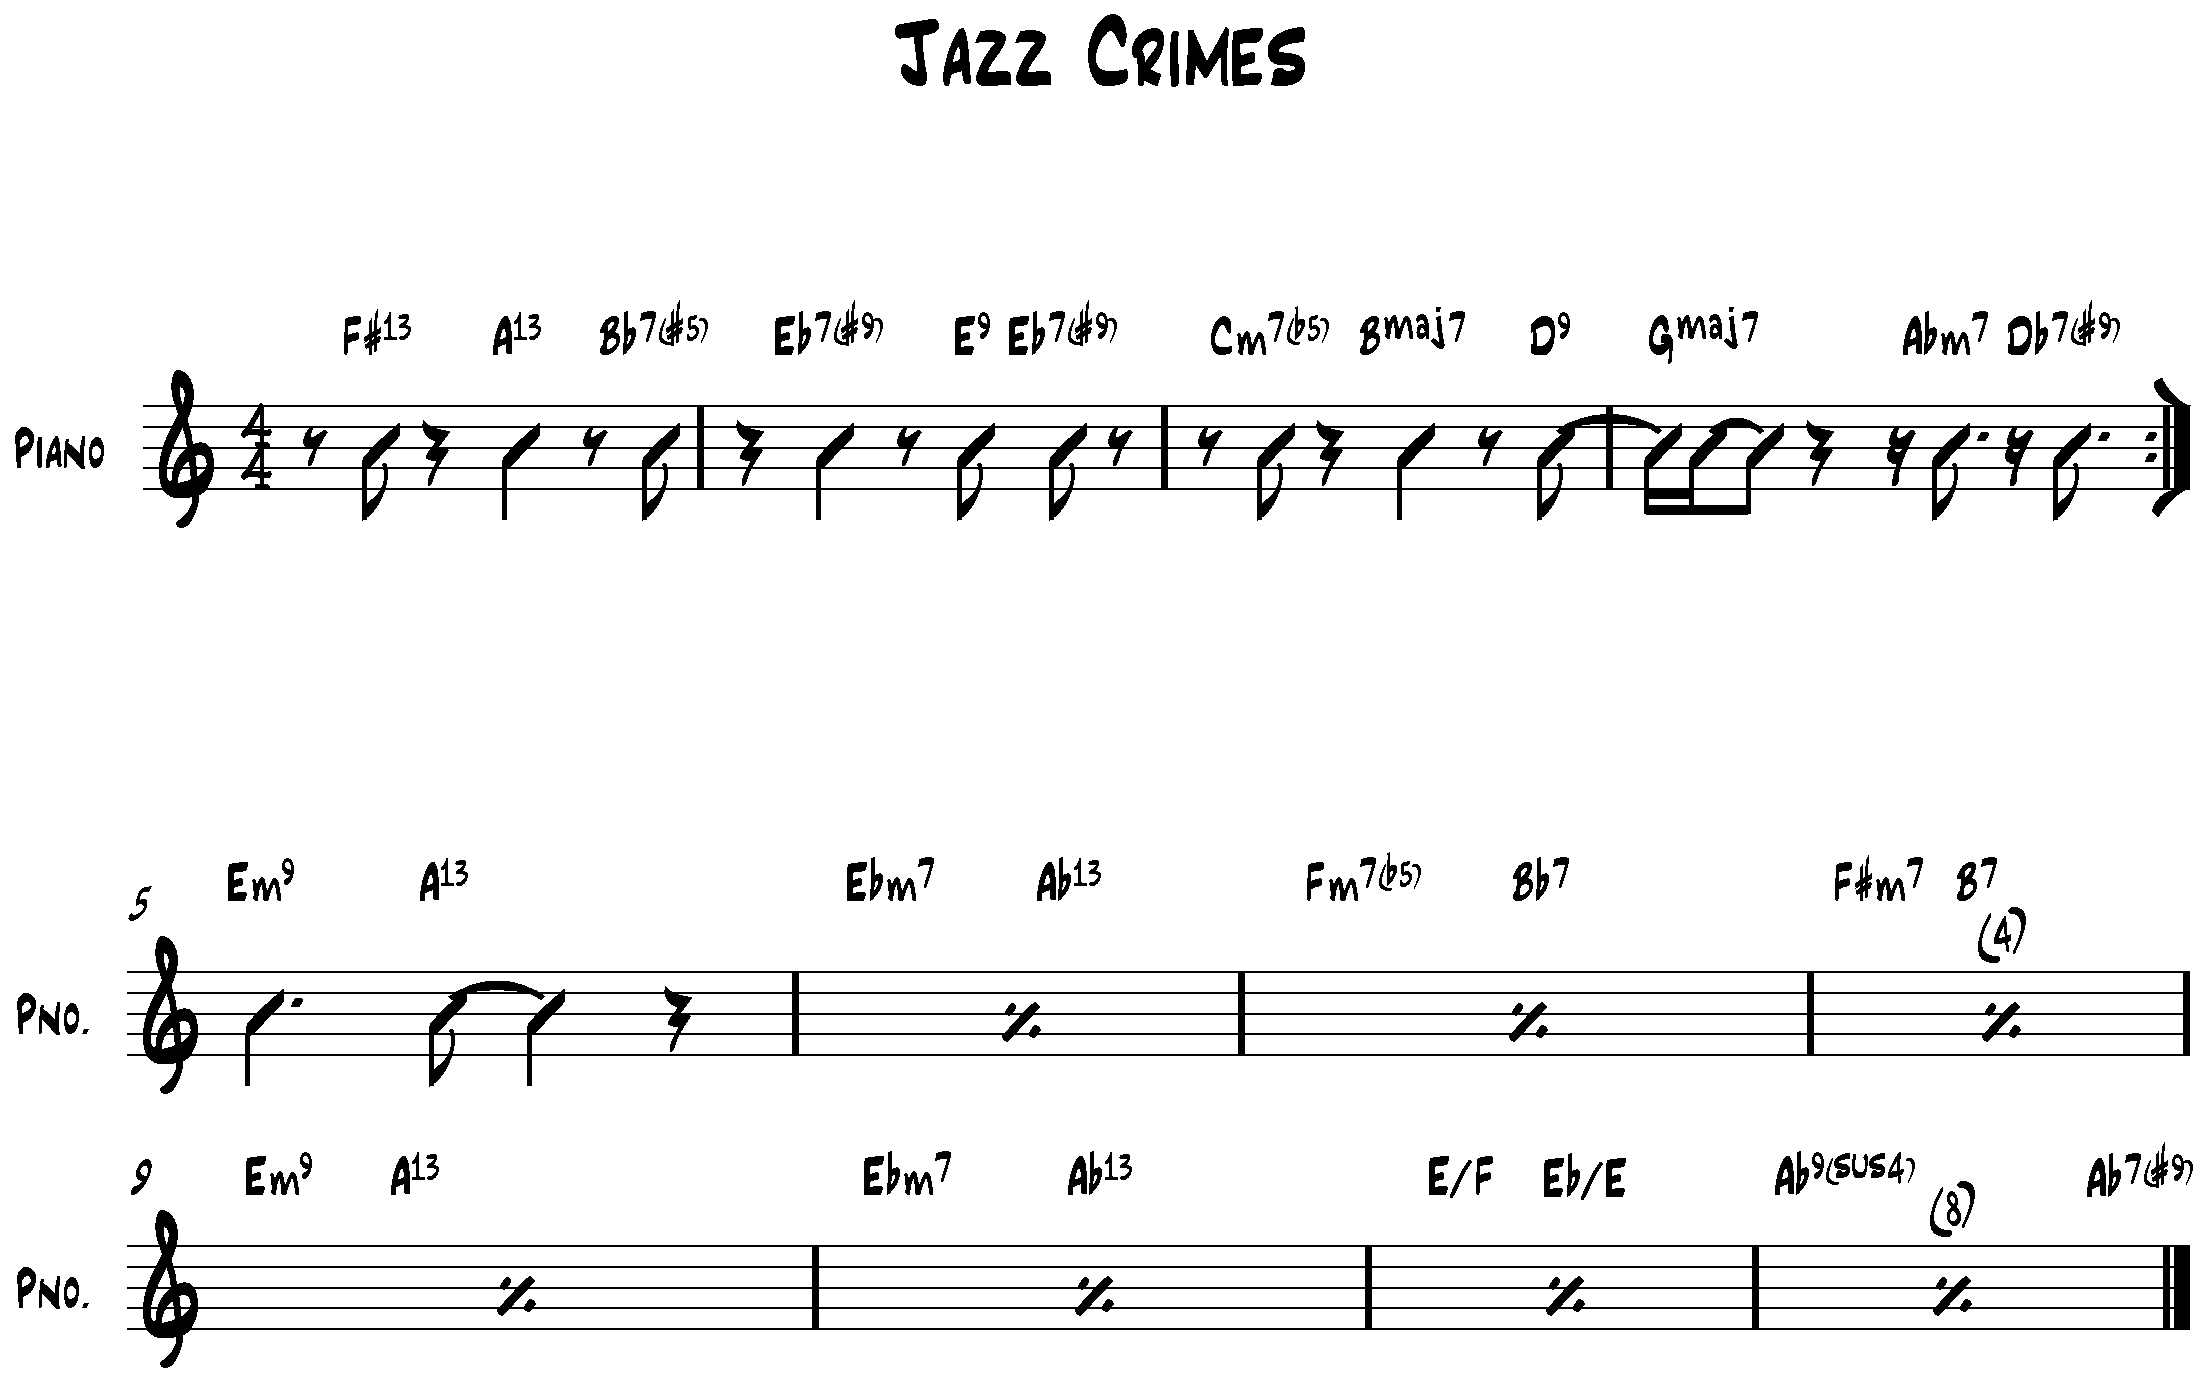 Jazz Crimes
F#13 A13 Bb7(#5) Eb7(#9) E9 Eb7(#9) Cm7(b5) Bmaj7 D9 Gmaj7 Abm7 Db7(#9)
Piano 4/4
5 Em9 A13 Ebm7 Ab13 Fm7(b5) Bb7 F#m7 B7
(4)
Pno.
9 Em9 A13 Ebm7 Ab13 E/F Eb/E Ab9(sus4) Ab7(#9)
(8)
Pno.